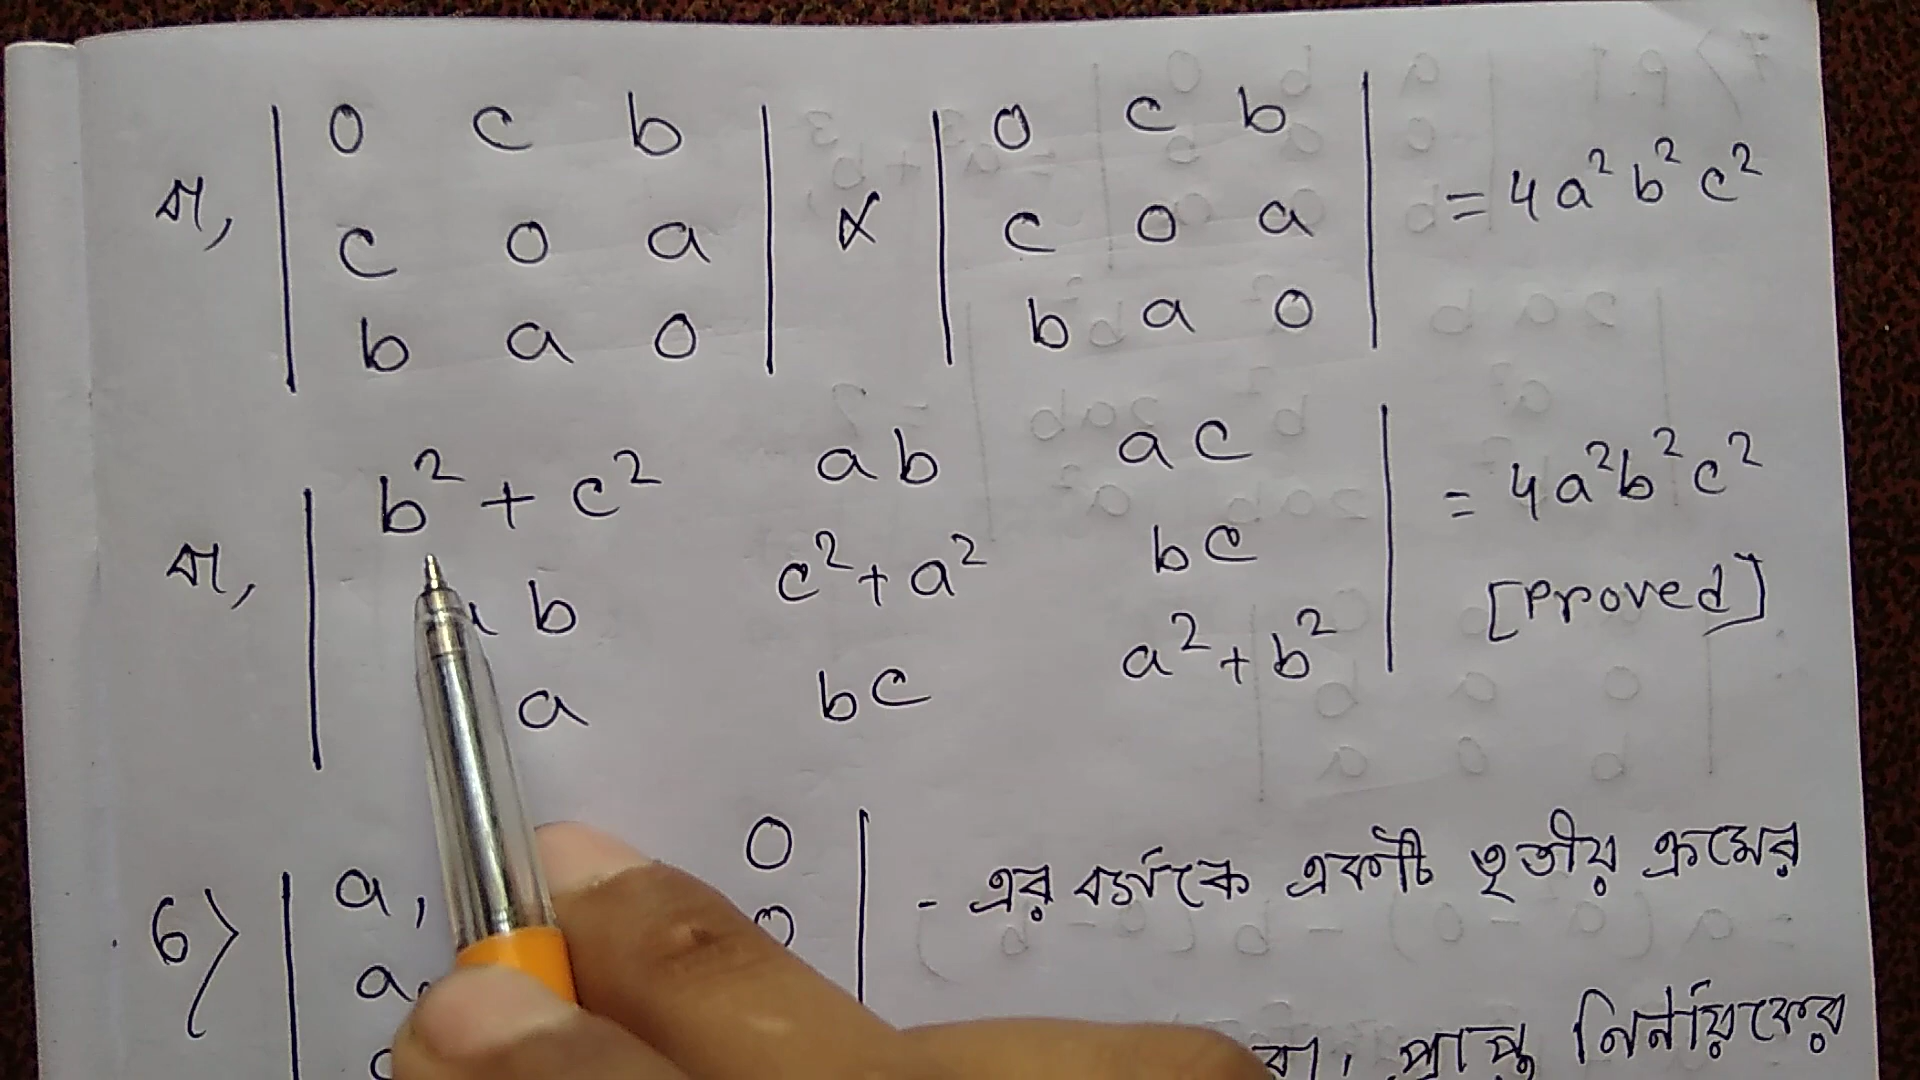 বা, | 0 c b | × | 0 c b | = 4a²b²c²
| c 0 a | | c 0 a |
| b a 0 | | b a 0 |
বা, | b² + c² ab ac | = 4a²b²c²
| b c² + a² bc | [Proved]
| a bc a² + b² |
6> | a, 0 | - এর বর্গকে একটি তৃতীয় ক্রমের
a
প্রাপ্ত নির্ণায়কের